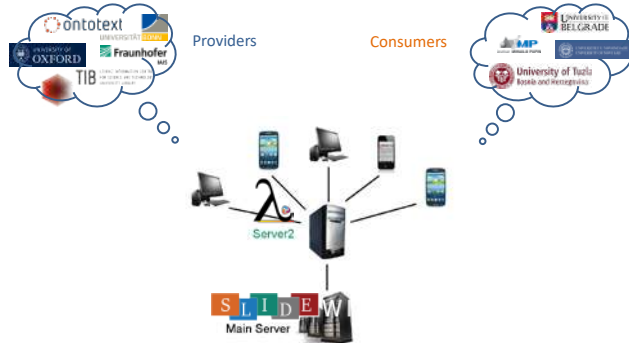 ontotext
UNIVERSITÄT BONN
UNIVERSITY OF
OXFORD
Fraunhofer
IAIS
TIB
Providers
Consumers
UNIVERSITY OF
BELGRADE
MP
University of Tuzla
Bosnia and Herzegovina
Server2
SLIDEWI
Main Server